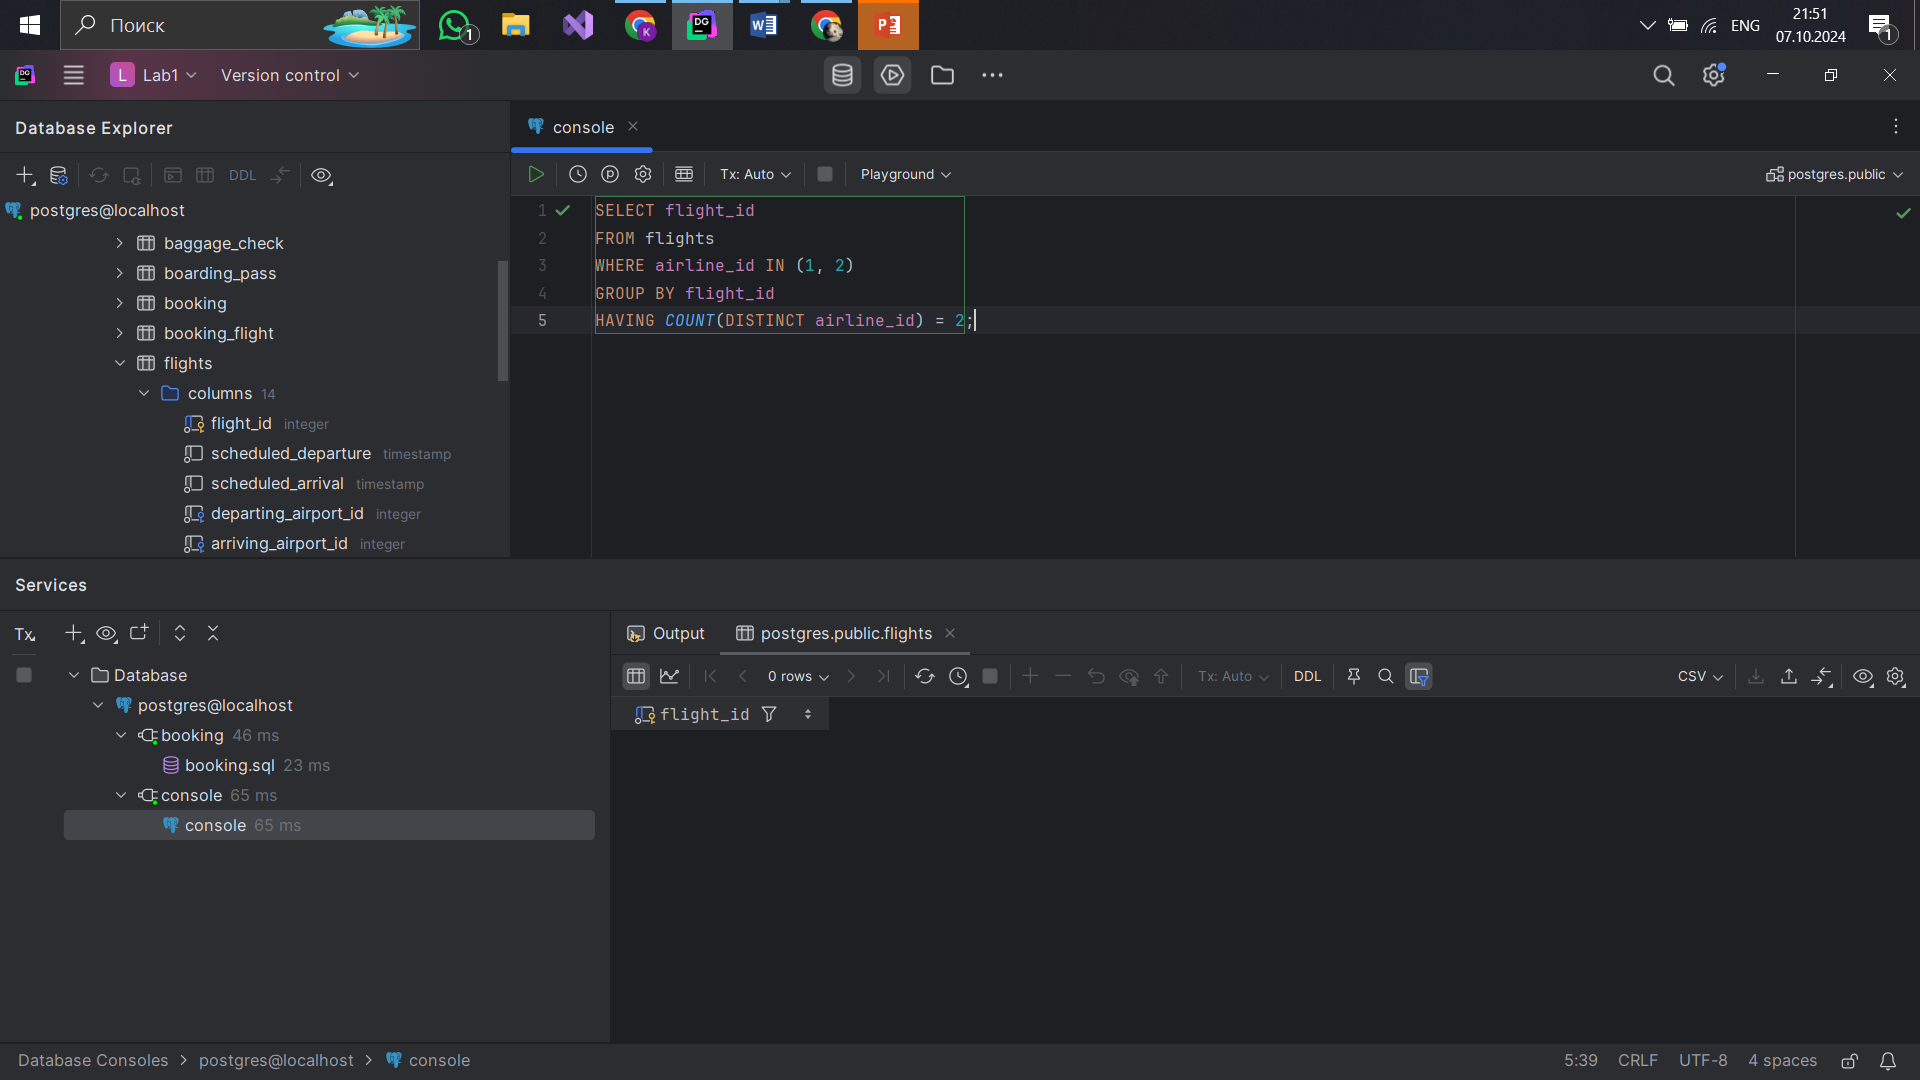 Поиск
1
ENG
21:51
07.10.2024
1
DG
L Lab1
Version control
Database Explorer
console
DDL
Tx: Auto
Playground
postgres.public
postgres@localhost
baggage_check
boarding_pass
booking
booking_flight
flights
columns 14
flight_id integer
scheduled_departure timestamp
scheduled_arrival timestamp
departing_airport_id integer
arriving_airport_id integer
1 SELECT flight_id
2 FROM flights
3 WHERE airline_id IN (1, 2)
4 GROUP BY flight_id
5 HAVING COUNT(DISTINCT airline_id) = 2;
Services
Tx
Database
postgres@localhost
booking 46 ms
booking.sql 23 ms
console 65 ms
console 65 ms
Output
postgres.public.flights
0 rows
Tx: Auto
DDL
CSV
flight_id
Database Consoles > postgres@localhost > console
5:39 CRLF UTF-8 4 spaces